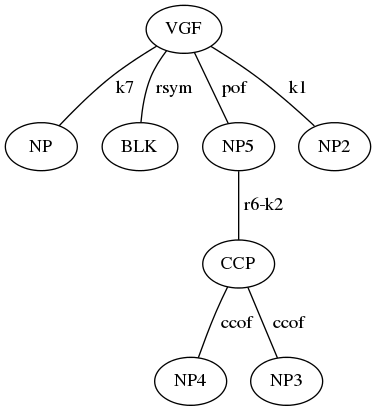 VGF
k7 rsym pof k1
NP BLK NP5 NP2
r6-k2
CCP
ccof ccof
NP4 NP3